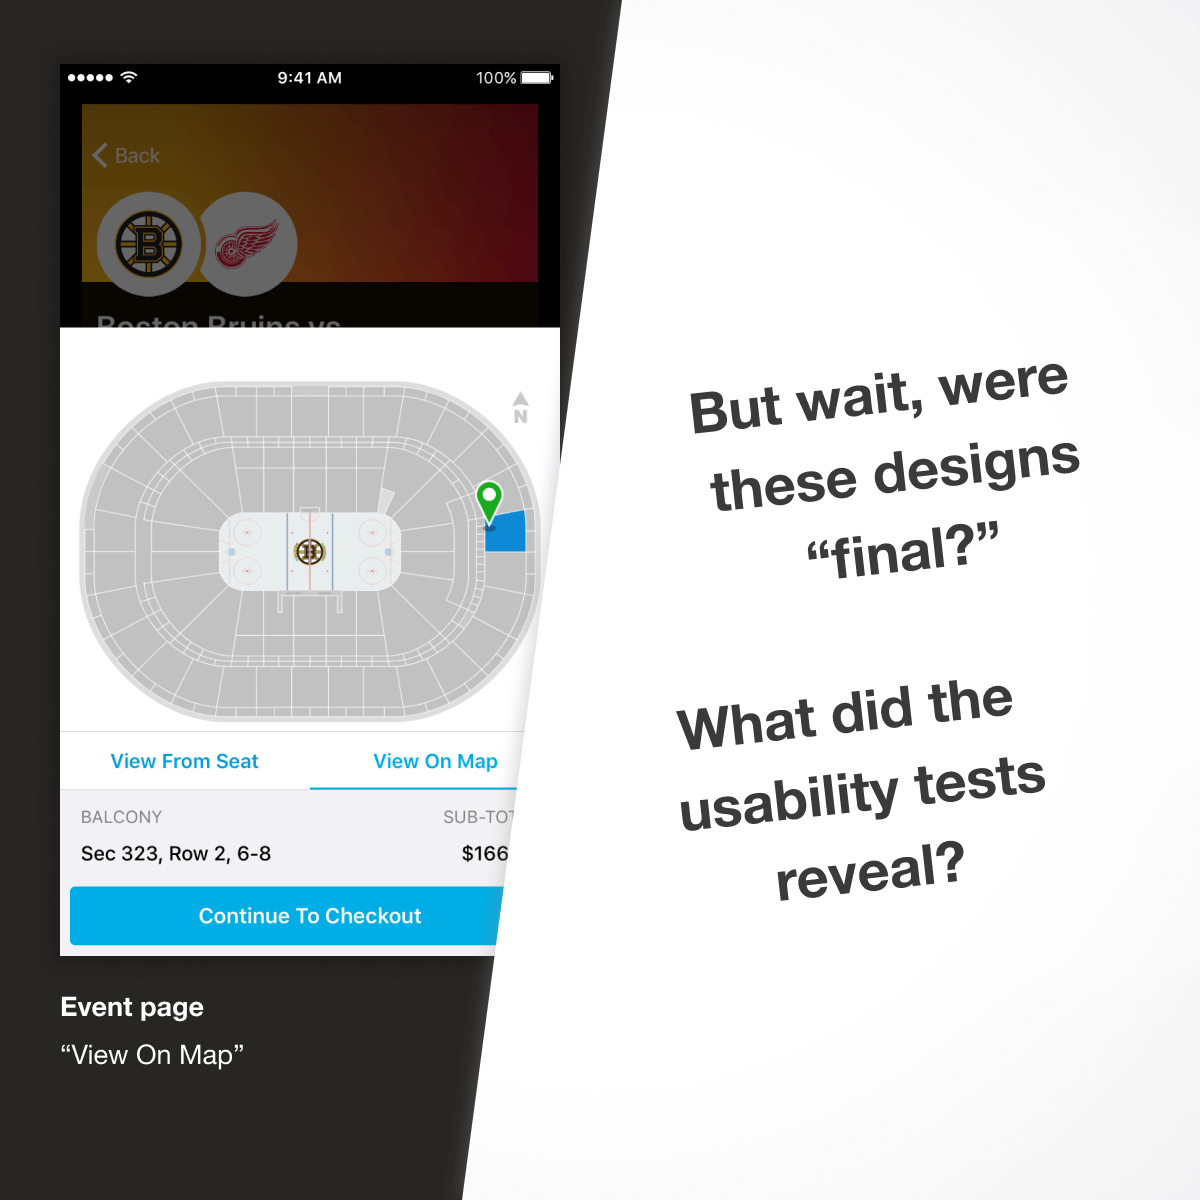 9:41 AM
100%
Back
B
Boston Bruins vs
N
B
View From Seat
View On Map
BALCONY
SUB-TOT
Sec 323, Row 2, 6-8
$166
Continue To Checkout
Event page
“View On Map”
But wait, were
these designs
“final?”
What did the
usability tests
reveal?